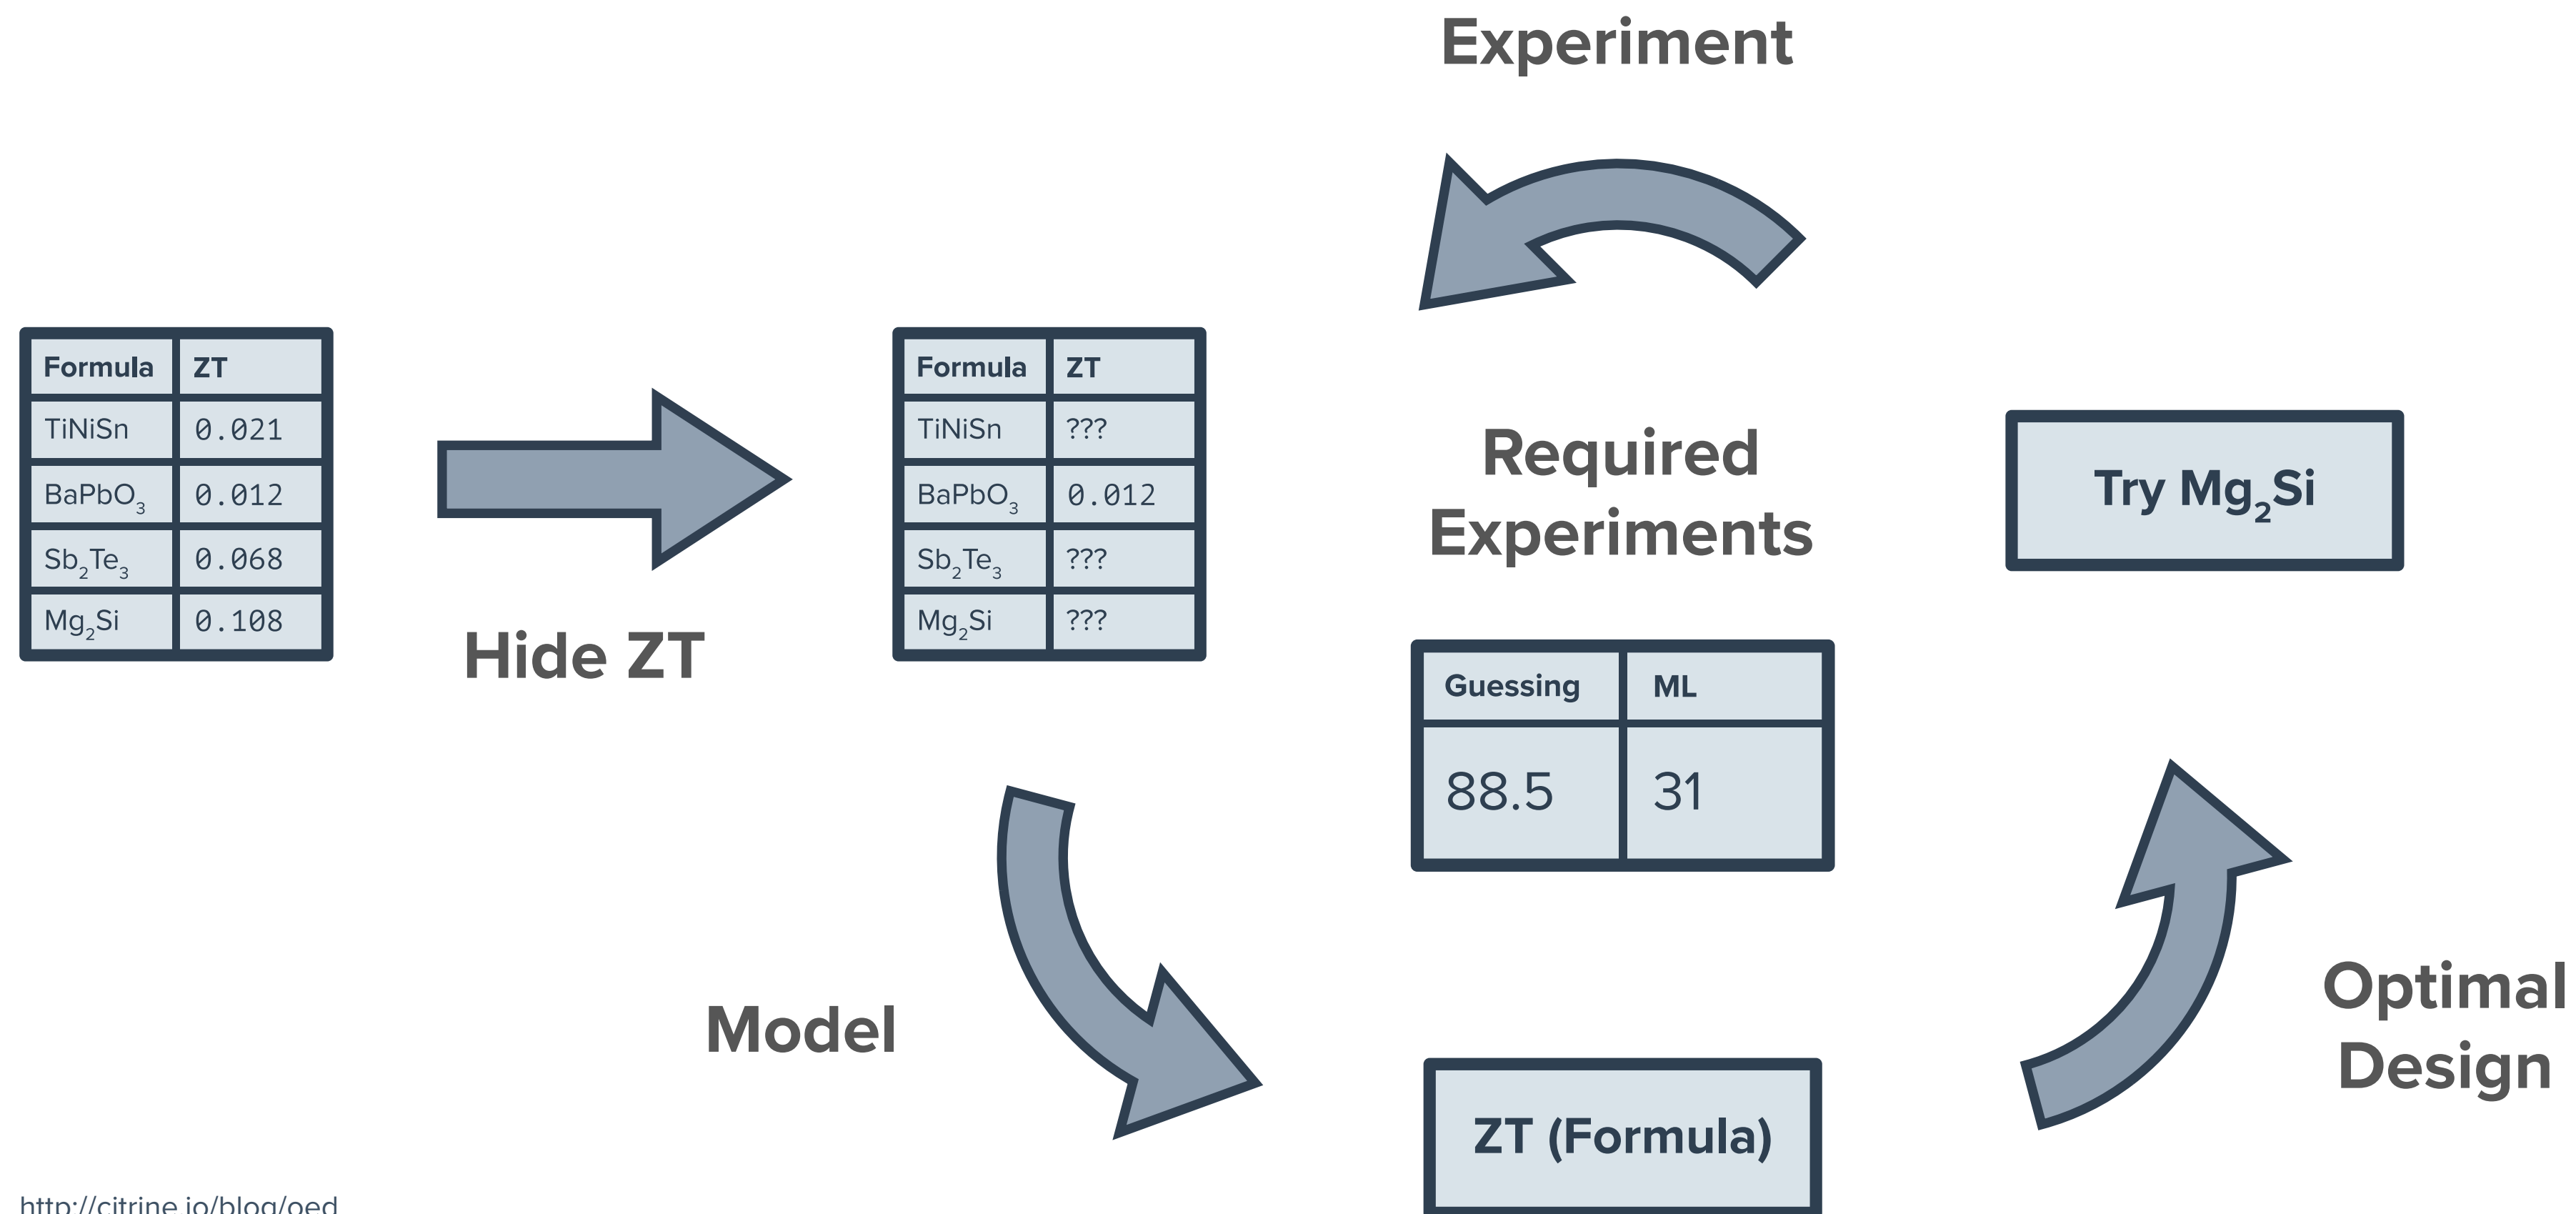 Experiment
Formula ZT
TiNiSn 0.021
BaPbO₃ 0.012
Sb₂Te₃ 0.068
Mg₂Si 0.108
Hide ZT
Formula ZT
TiNiSn ???
BaPbO₃ 0.012
Sb₂Te₃ ???
Mg₂Si ???
Required
Experiments
Guessing ML
88.5 31
Try Mg₂Si
Model
ZT (Formula)
Optimal
Design
http://citrine.io/blog/oed